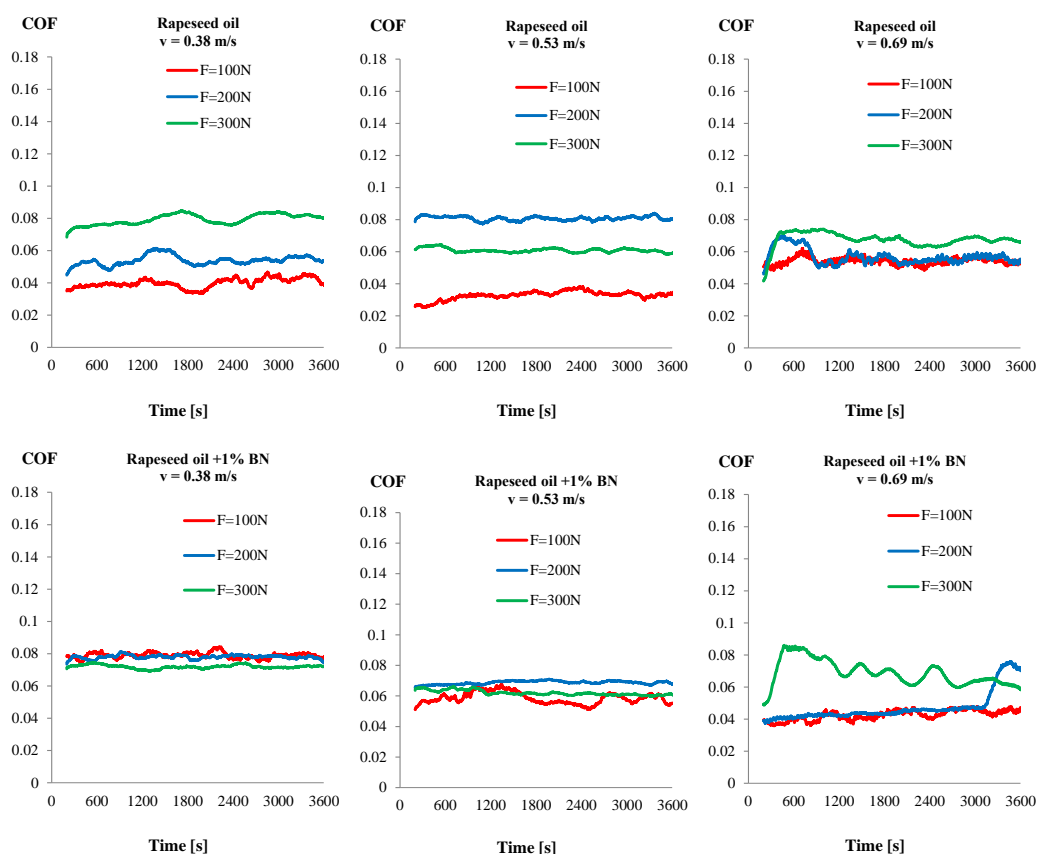 COF
Rapeseed oil
v = 0.38 m/s
F=100N
F=200N
F=300N
0.18
0.16
0.14
0.12
0.1
0.08
0.06
0.04
0.02
0
0 600 1200 1800 2400 3000 3600
Time [s]
Rapeseed oil
v = 0.53 m/s
F=100N
F=200N
F=300N
0.18
0.16
0.14
0.12
0.1
0.08
0.06
0.04
0.02
0
0 600 1200 1800 2400 3000 3600
Time [s]
COF
Rapeseed oil
v = 0.69 m/s
F=100N
F=200N
F=300N
0.18
0.16
0.14
0.12
0.1
0.08
0.06
0.04
0.02
0
0 600 1200 1800 2400 3000 3600
Time [s]
COF
Rapeseed oil +1% BN
v = 0.38 m/s
F=100N
F=200N
F=300N
0.18
0.16
0.14
0.12
0.1
0.08
0.06
0.04
0.02
0
0 600 1200 1800 2400 3000 3600
Time [s]
COF
Rapeseed oil +1% BN
v = 0.53 m/s
F=100N
F=200N
F=300N
0.18
0.16
0.14
0.12
0.1
0.08
0.06
0.04
0.02
0
0 600 1200 1800 2400 3000 3600
Time [s]
COF
Rapeseed oil +1% BN
v = 0.69 m/s
F=100N
F=200N
F=300N
0.18
0.16
0.14
0.12
0.1
0.08
0.06
0.04
0.02
0
0 600 1200 1800 2400 3000 3600
Time [s]